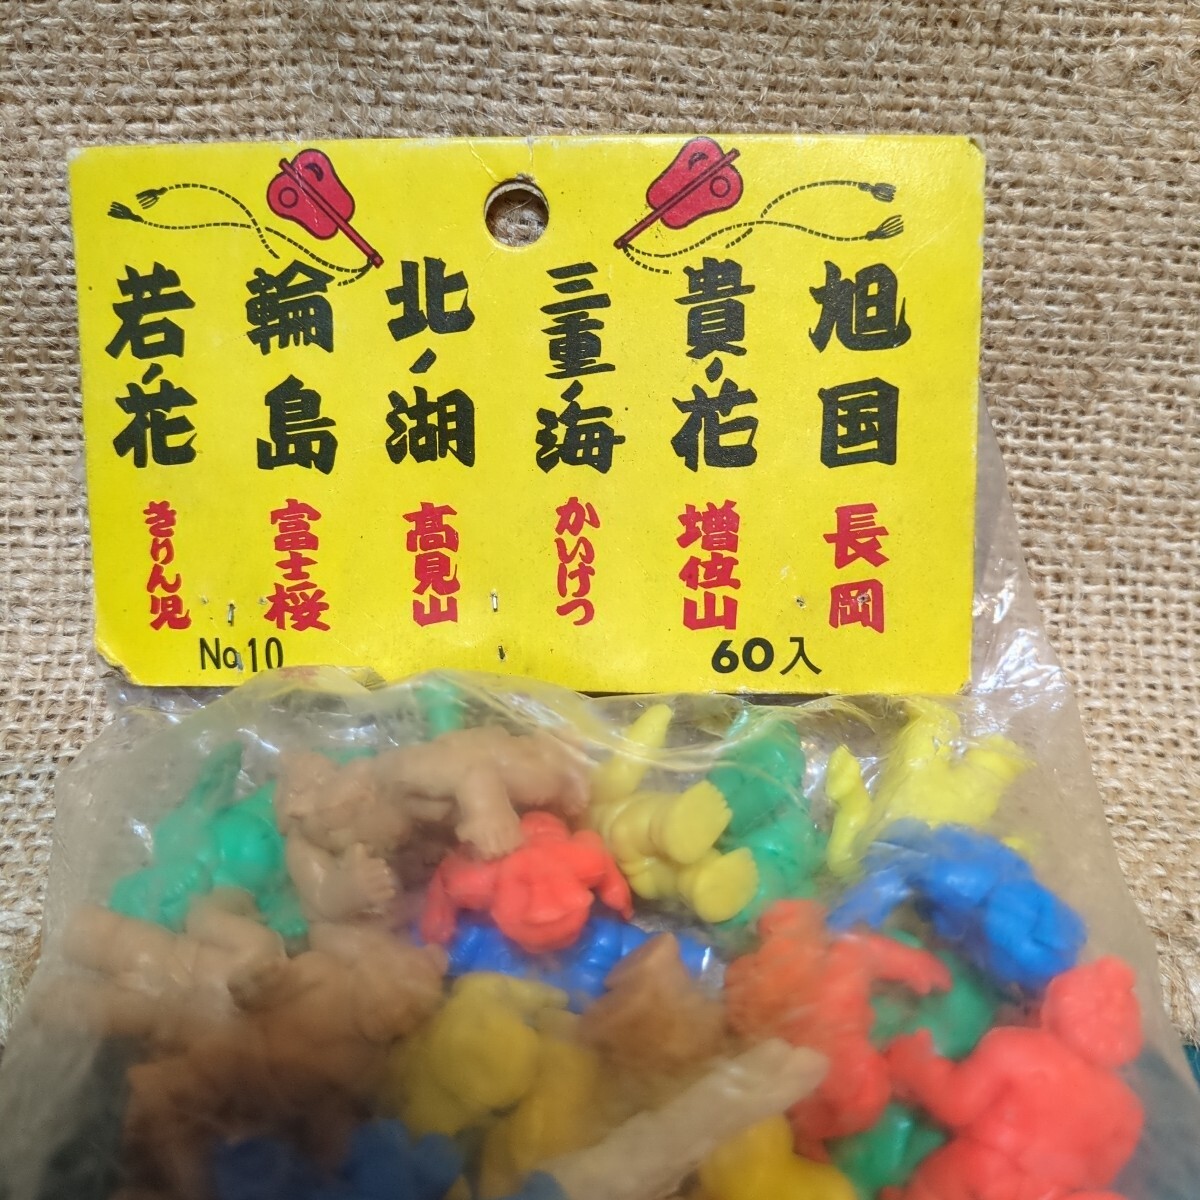 旭国
貴ノ花
三重ノ海
北ノ湖
輪島
若ノ花
長岡
増位山
かいけつ
高見山
富士桜
きりん児
No.10
60入